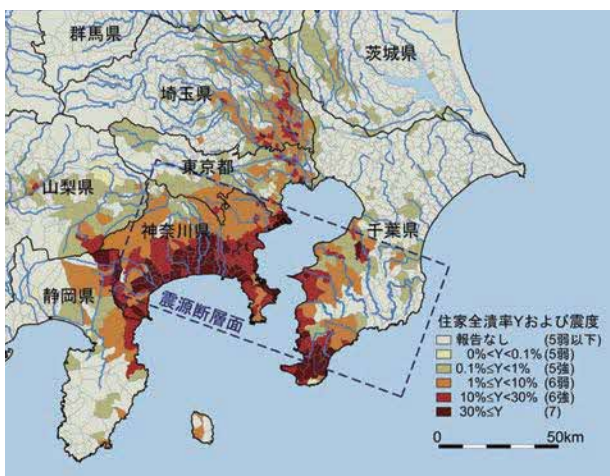 群馬県
茨城県
埼玉県
東京都
山梨県
神奈川県
千葉県
静岡県
震源断層面
住家全潰率Yおよび震度
報告なし (5弱以下)
0%<Y<0.1% (5弱)
0.1%≤Y<1% (5強)
1%≤Y<10% (6弱)
10%≤Y<30% (6強)
30%≤Y (7)
0 50km